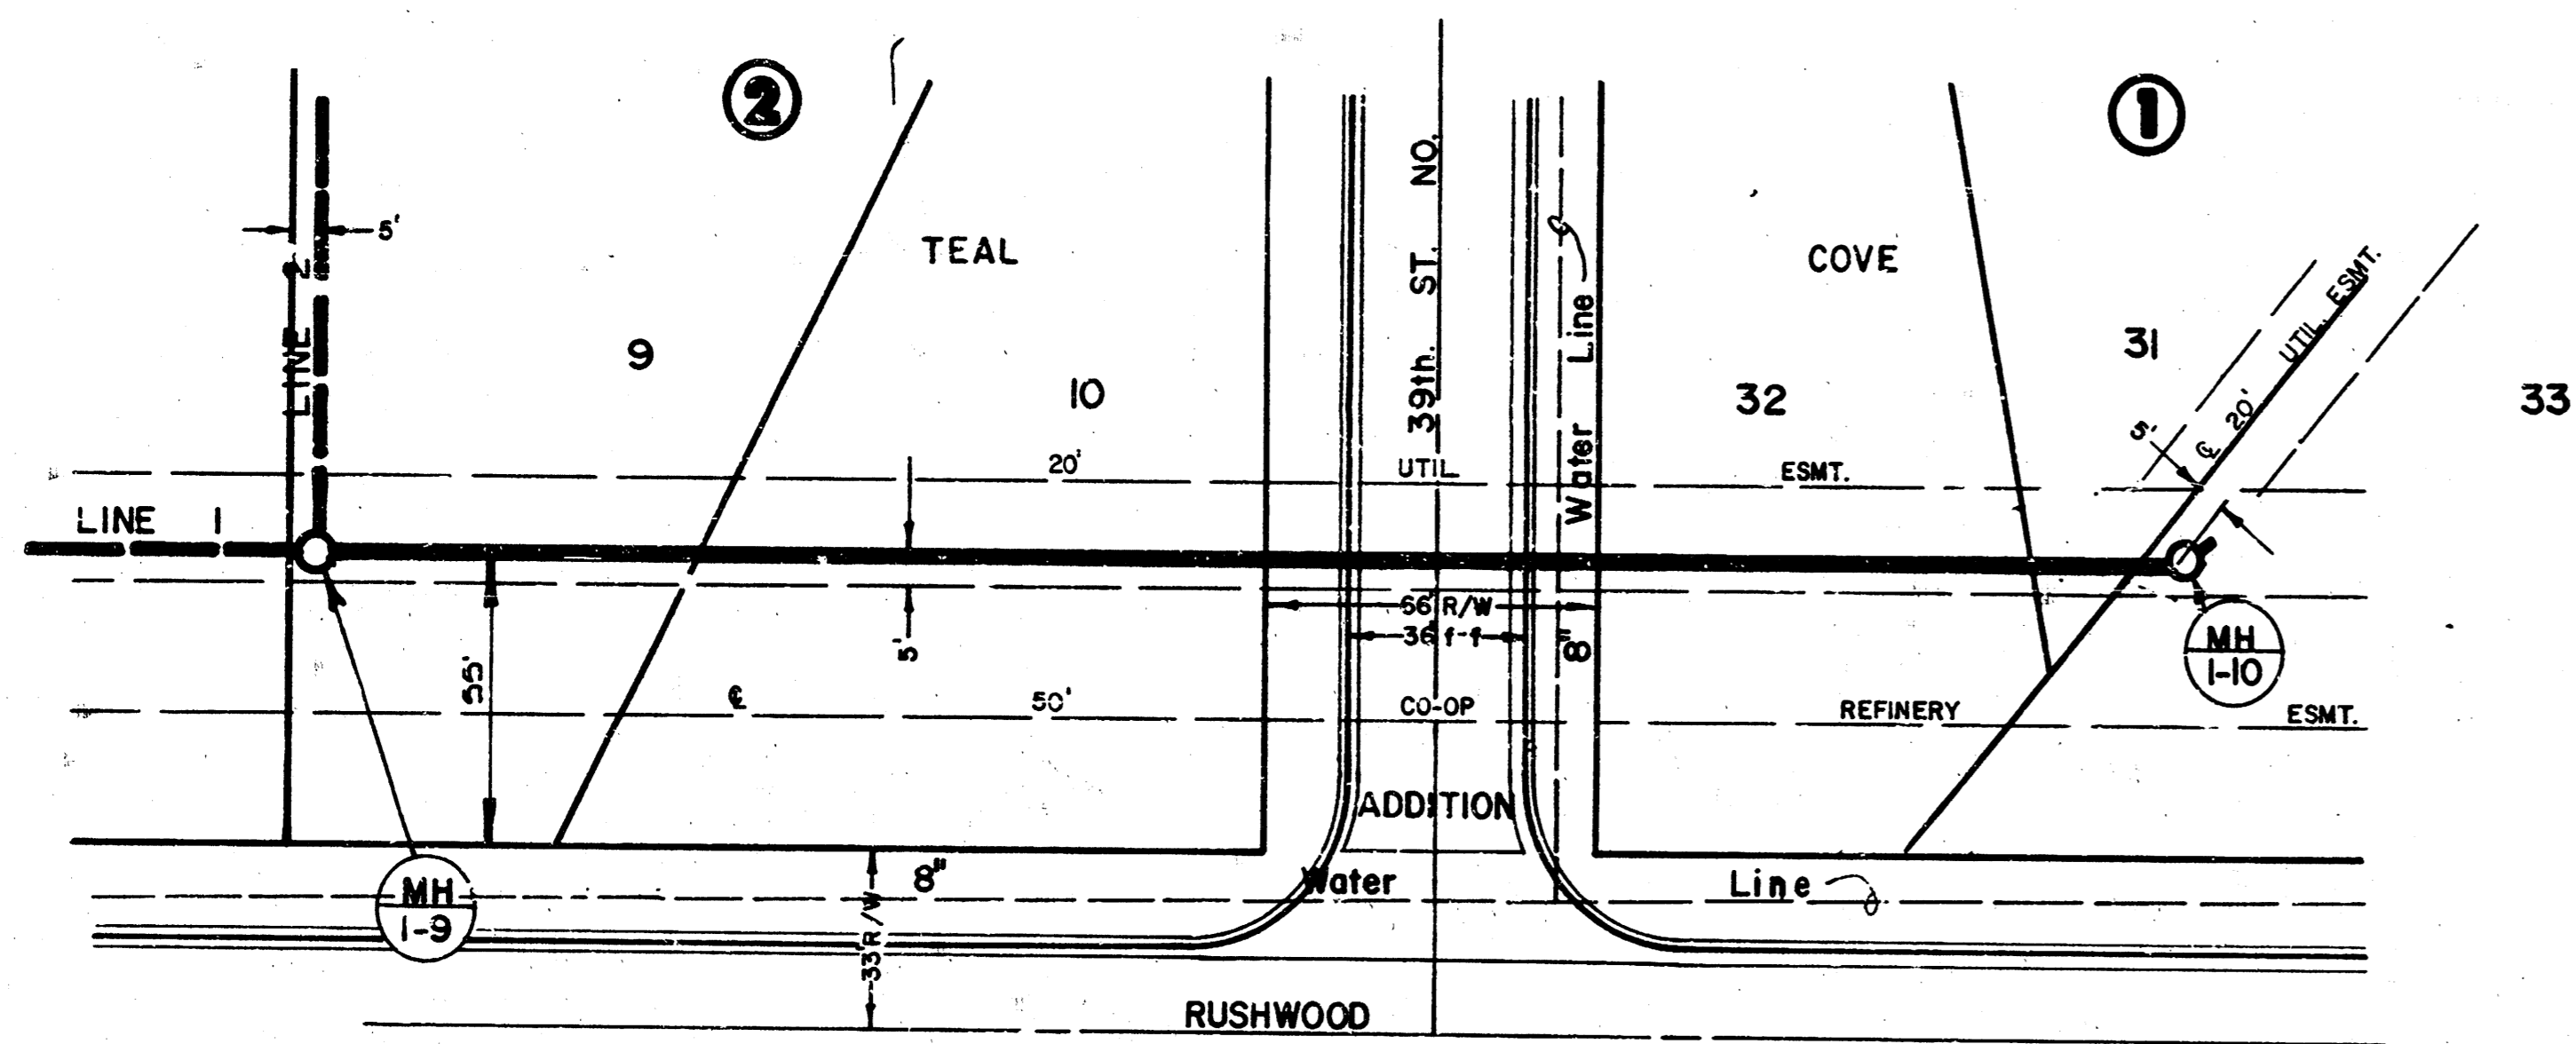 2
1
39th. ST. NO.
5'
TEAL
COVE
LINE 2
9
10
Water Line
8"
32
31
33
UTIL. ESMT.
℄ 20'
5'
20' UTIL. ESMT.
LINE 1
66' R/W
36' f-f
5'
55'
MH
1-10
℄ 50' CO-OP REFINERY ESMT.
ADDITION
8" Water Line
MH
1-9
33' R/W
RUSHWOOD